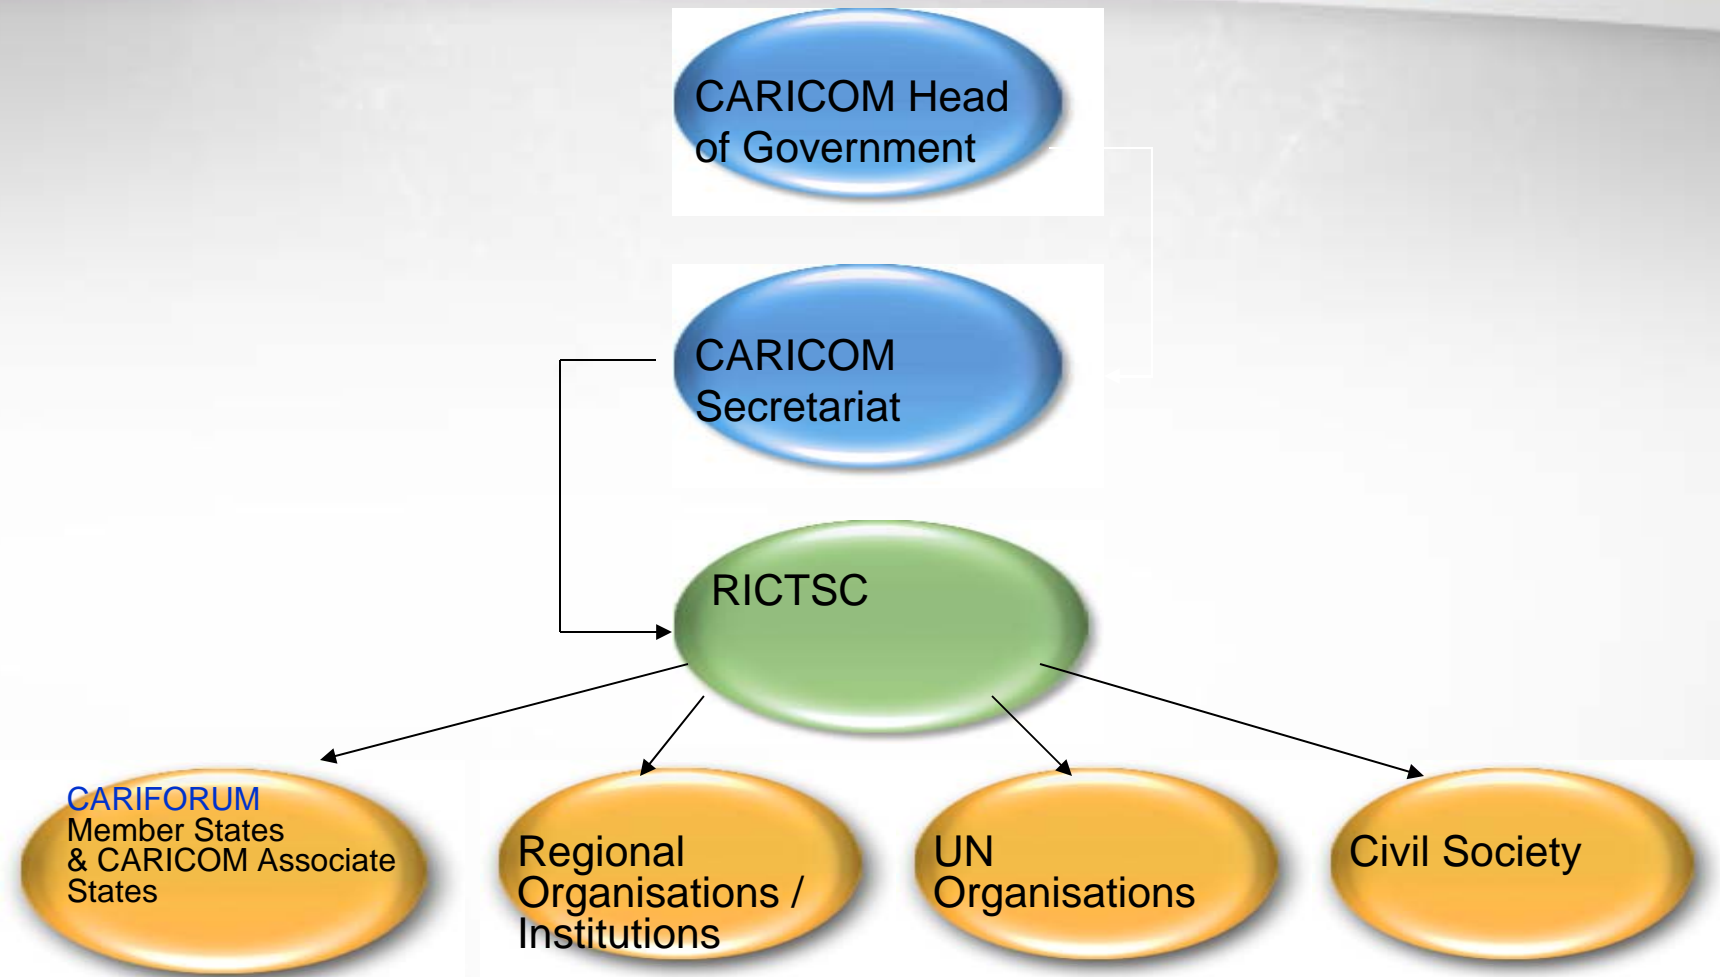 CARICOM Head
of Government
CARICOM
Secretariat
RICTSC
CARIFORUM
Member States
& CARICOM Associate
States
Regional
Organisations /
Institutions
UN
Organisations
Civil Society